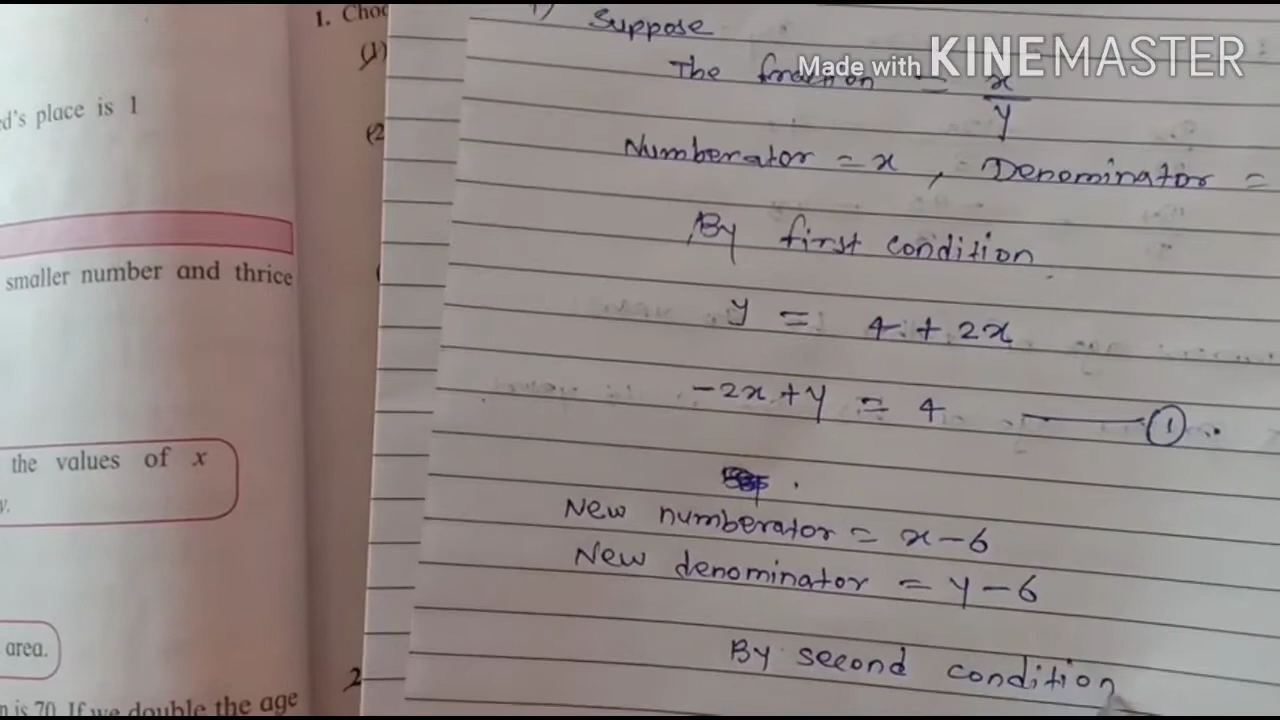 d's place is 1
smaller number and thrice
the values of x
y.
area.
is 70. If we double the age
1. Choo
(1)
(2
2
1) Suppose
The fraction = x/y
Made with KINEMASTER
Numberator = x, Denominator =
By first condition
y = 4 + 2x
-2x + y = 4 ——— ①
New numberator = x - 6
New denominator = y - 6
By second condition